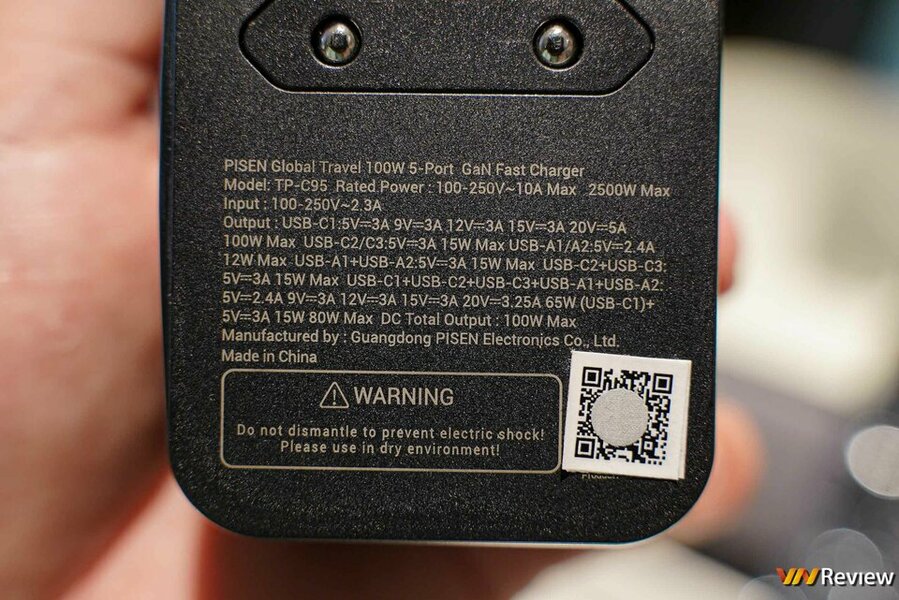 PISEN Global Travel 100W 5-Port GaN Fast Charger
Model: TP-C95 Rated Power : 100-250V~10A Max 2500W Max
Input : 100-250V~2.3A
Output : USB-C1:5V⎓3A 9V⎓3A 12V⎓3A 15V⎓3A 20V⎓5A
100W Max USB-C2/C3:5V⎓3A 15W Max USB-A1/A2:5V⎓2.4A
12W Max USB-A1+USB-A2:5V⎓3A 15W Max USB-C2+USB-C3:
5V⎓3A 15W Max USB-C1+USB-C2+USB-C3+USB-A1+USB-A2:
5V⎓2.4A 9V⎓3A 12V⎓3A 15V⎓3A 20V⎓3.25A 65W (USB-C1)+
5V⎓3A 15W 80W Max DC Total Output : 100W Max
Manufactured by : Guangdong PISEN Electronics Co., Ltd.
Made in China
WARNING
Do not dismantle to prevent electric shock!
Please use in dry environment!
VNReview